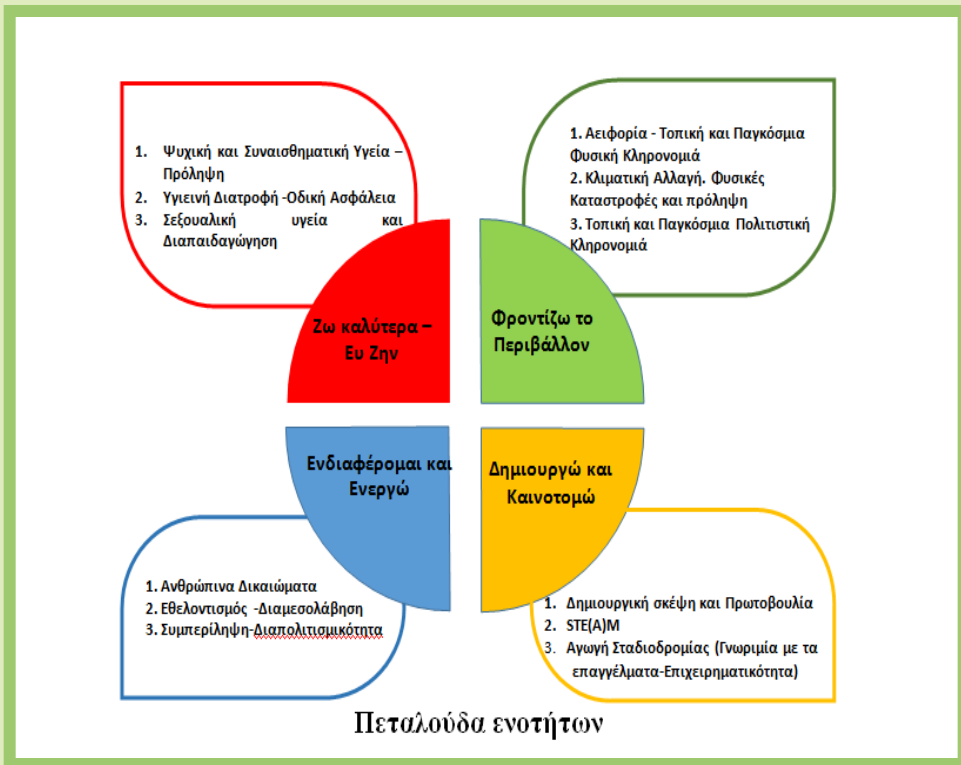 1. Ψυχική και Συναισθηματική Υγεία –
Πρόληψη
2. Υγιεινή Διατροφή -Οδική Ασφάλεια
3. Σεξουαλική υγεία και
Διαπαιδαγώγηση
1. Αειφορία - Τοπική και Παγκόσμια
Φυσική Κληρονομιά
2. Κλιματική Αλλαγή. Φυσικές
Καταστροφές και πρόληψη
3. Τοπική και Παγκόσμια Πολιτιστική
Κληρονομιά
Ζω καλύτερα –
Ευ Ζην
Φροντίζω το
Περιβάλλον
Ενδιαφέρομαι και
Ενεργώ
Δημιουργώ και
Καινοτομώ
1. Ανθρώπινα Δικαιώματα
2. Εθελοντισμός -Διαμεσολάβηση
3. Συμπερίληψη-Διαπολιτισμικότητα
1. Δημιουργική σκέψη και Πρωτοβουλία
2. STE(A)M
3. Αγωγή Σταδιοδρομίας (Γνωριμία με τα
επαγγέλματα-Επιχειρηματικότητα)
Πεταλούδα ενοτήτων